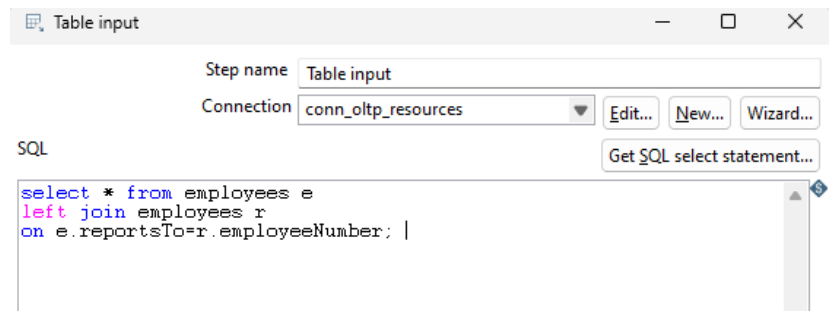 Table input
Step name Table input
Connection conn_oltp_resources Edit... New... Wizard...
SQL
Get SQL select statement...
select * from employees e
left join employees r
on e.reportsTo=r.employeeNumber;